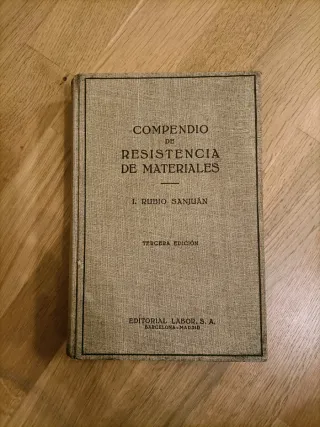 COMPENDIO
DE
RESISTENCIA
DE MATERIALES
I. RUBIO SANJUÁN
TERCERA EDICIÓN
EDITORIAL LABOR, S. A.
BARCELONA-MADRID